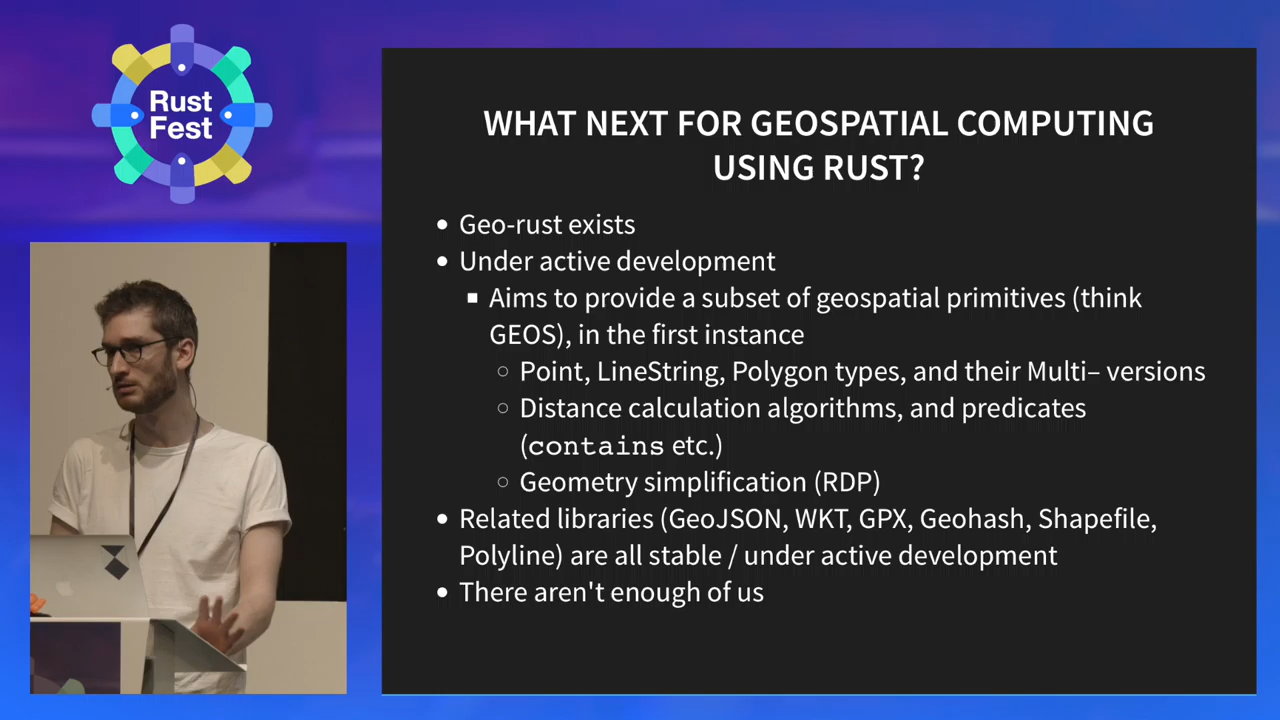 Rust
Fest
WHAT NEXT FOR GEOSPATIAL COMPUTING
USING RUST?
Geo-rust exists
Under active development
Aims to provide a subset of geospatial primitives (think
GEOS), in the first instance
Point, LineString, Polygon types, and their Multi– versions
Distance calculation algorithms, and predicates
(contains etc.)
Geometry simplification (RDP)
Related libraries (GeoJSON, WKT, GPX, Geohash, Shapefile,
Polyline) are all stable / under active development
There aren't enough of us